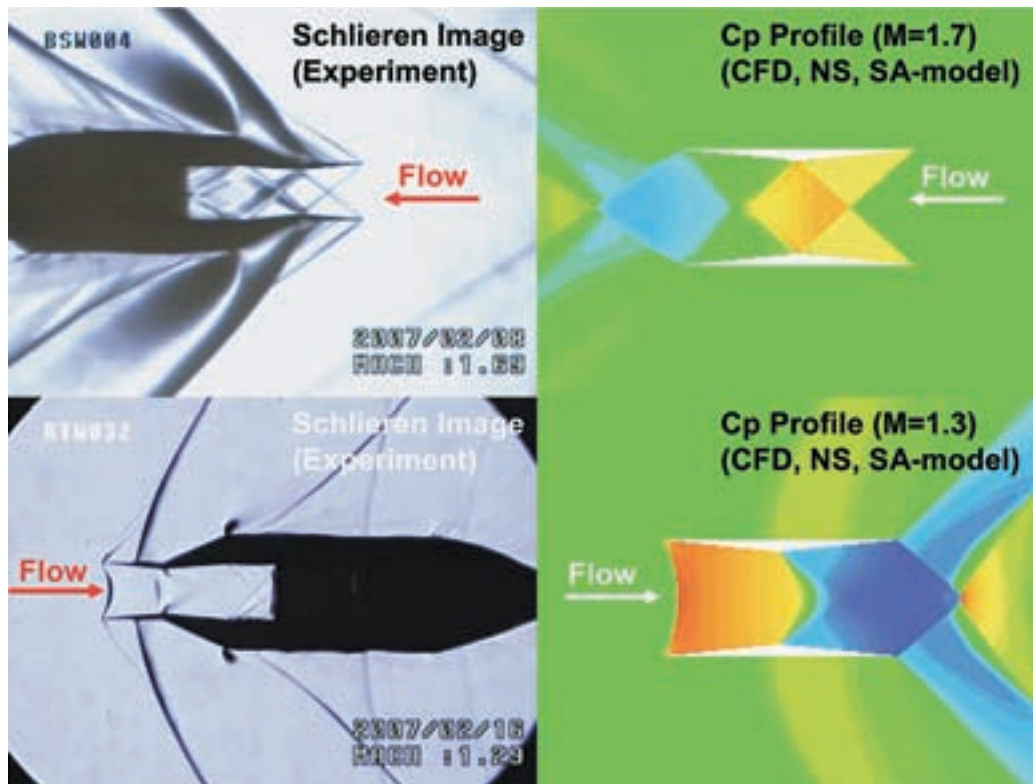 BSW004
Schlieren Image
(Experiment)
Flow
2007/02/08
MACH :1.69
Cp Profile (M=1.7)
(CFD, NS, SA-model)
Flow
Schlieren Image
(Experiment)
Flow
2007/02/16
MACH :1.29
Cp Profile (M=1.3)
(CFD, NS, SA-model)
Flow